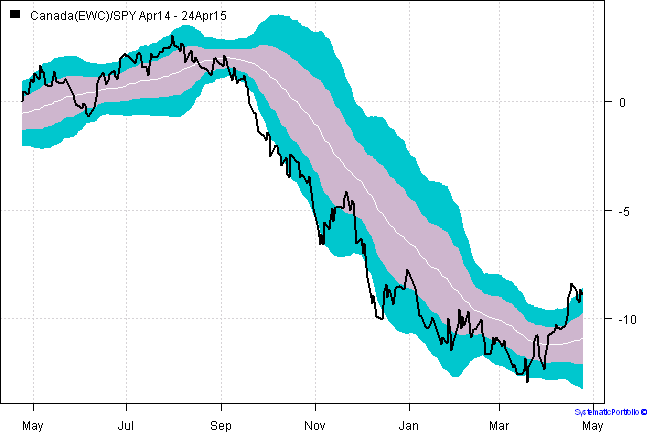 Canada(EWC)/SPY Apr14 - 24Apr15
0
-5
-10
SystematicPortfolio ©
May Jul Sep Nov Jan Mar May